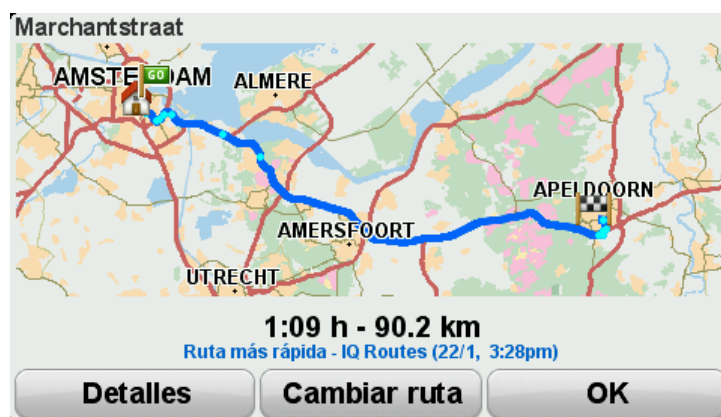 Marchantstraat
AMSTE
GO
DAM
ALMERE
APELDOORN
AMERSFOORT
UTRECHT
1:09 h - 90.2 km
Ruta más rápida - IQ Routes (22/1, 3:28pm)
Detalles
Cambiar ruta
OK